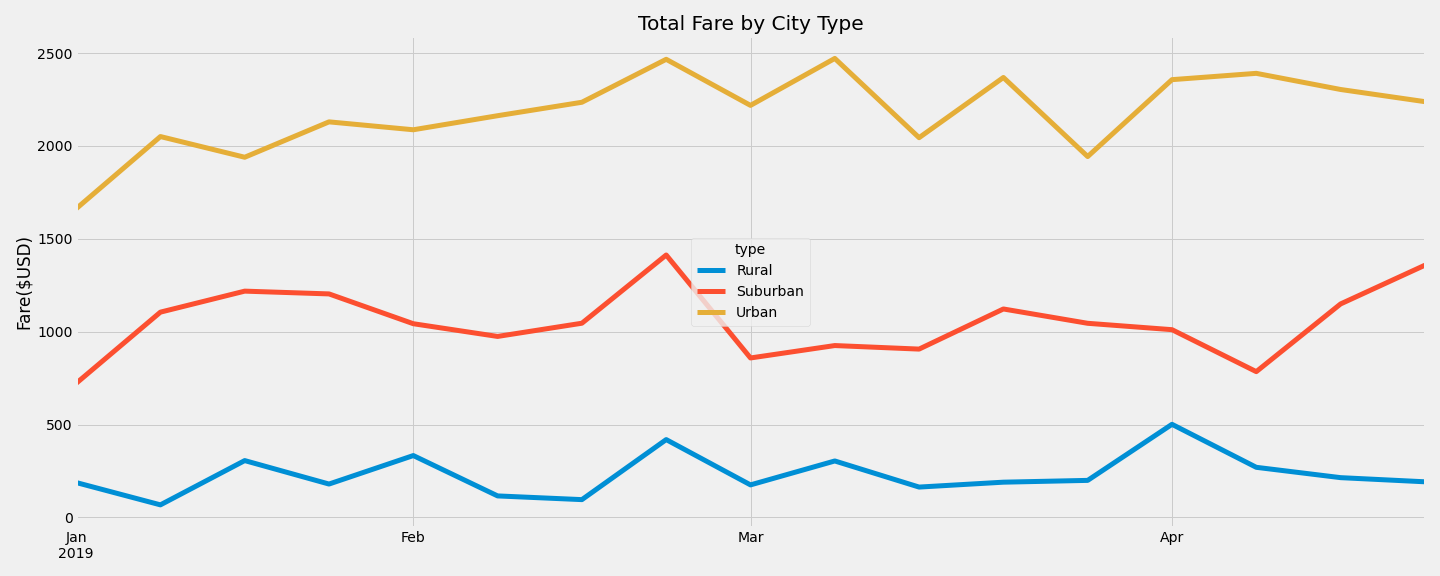 Total Fare by City Type
Fare($USD)
2500
2000
1500
1000
500
0
type
Rural
Suburban
Urban
Jan
2019
Feb
Mar
Apr